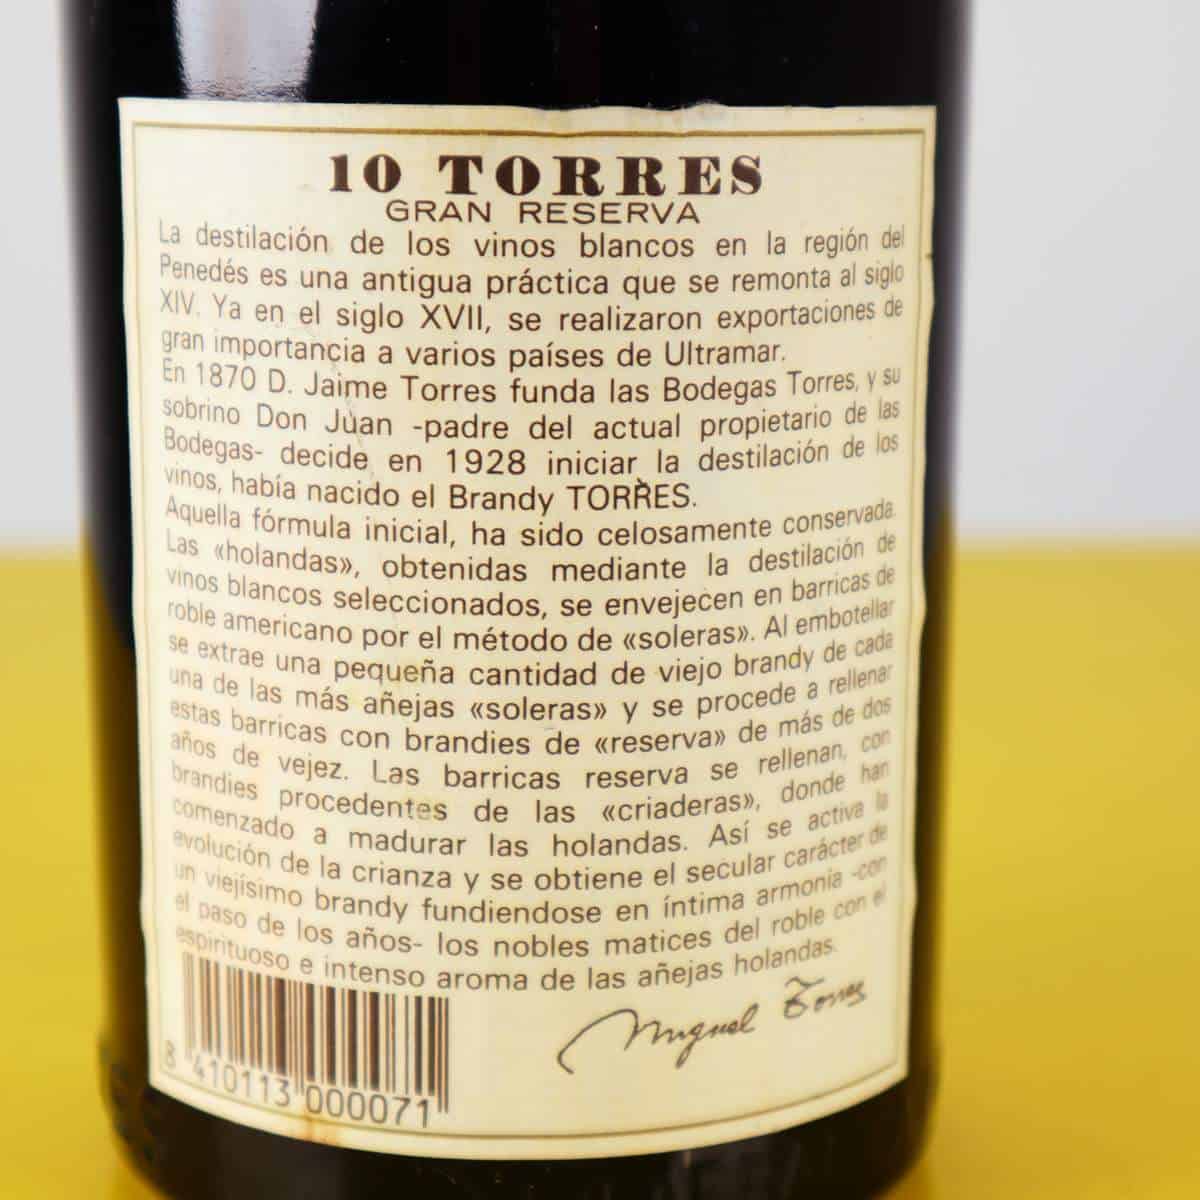 10 TORRES
GRAN RESERVA
La destilación de los vinos blancos en la región del
Penedés es una antigua práctica que se remonta al siglo
XIV. Ya en el siglo XVII, se realizaron exportaciones de
gran importancia a varios países de Ultramar.
En 1870 D. Jaime Torres funda las Bodegas Torres, y su
sobrino Don Juan -padre del actual propietario de las
Bodegas- decide en 1928 iniciar la destilación de los
vinos, había nacido el Brandy TORRES.
Aquella fórmula inicial, ha sido celosamente conservada.
Las «holandas», obtenidas mediante la destilación de
vinos blancos seleccionados, se envejecen en barricas de
roble americano por el método de «soleras». Al embotellar
se extrae una pequeña cantidad de viejo brandy de cada
una de las más añejas «soleras» y se procede a rellenar
estas barricas con brandies de «reserva» de más de dos
años de vejez. Las barricas reserva se rellenan, con
brandies procedentes de las «criaderas», donde han
comenzado a madurar las holandas. Así se activa la
evolución de la crianza y se obtiene el secular carácter de
un viejísimo brandy fundiendose en íntima armonía -con
el paso de los años- los nobles matices del roble con el
espirituoso e intenso aroma de las añejas holandas.
Miguel Torres
8 410113 000071